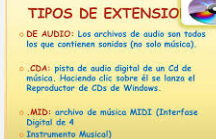 TIPOS DE EXTENSIO
DE AUDIO: Los archivos de audio son todos
los que contienen sonidos (no solo música).
.CDA: pista de audio digital de un Cd de
música. Haciendo clic sobre él se lanza el
Reproductor de CDs de Windows.
.MID: archivo de música MIDI (Interfase
Digital de 4
Instrumento Musical)